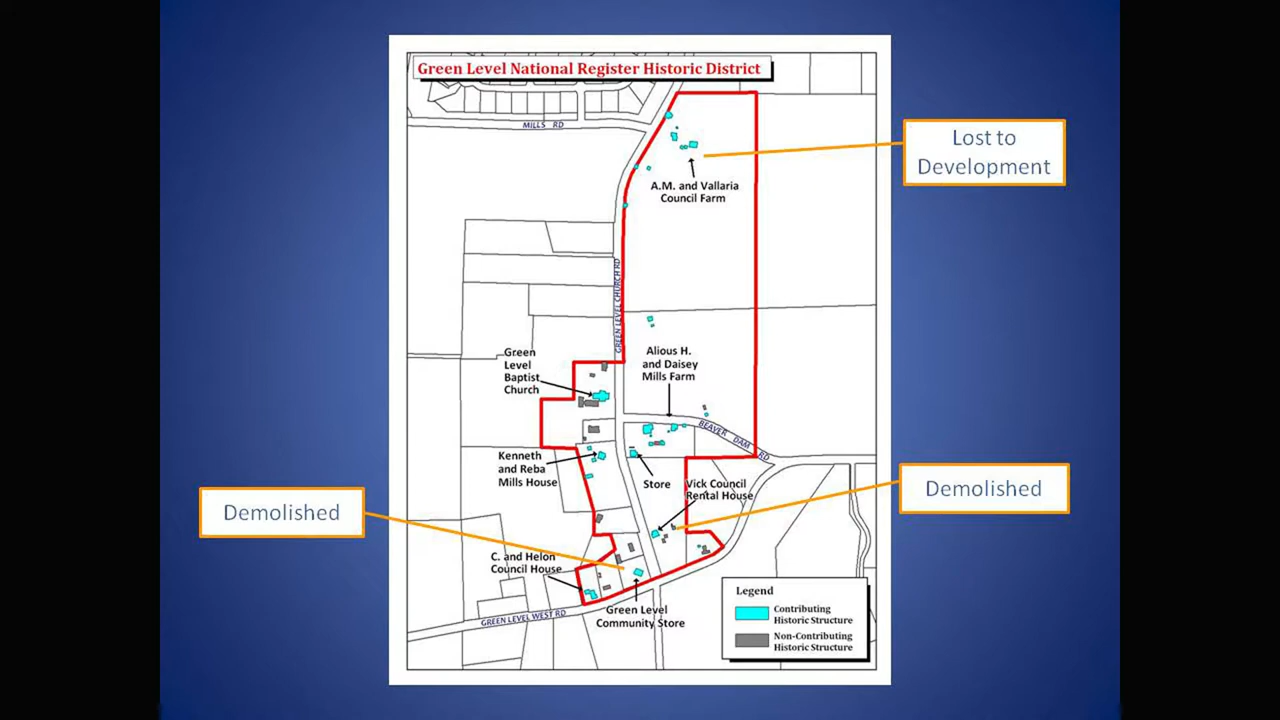 Green Level National Register Historic District
MILLS RD
Lost to
Development
A.M. and Vallaria
Council Farm
GREEN LEVEL CHURCH RD
Green
Level
Baptist
Church
Alious H.
and Daisey
Mills Farm
BEAVER DAM RD
Kenneth
and Reba
Mills House
Store
Vick Council
Rental House
Demolished
Demolished
C. and Helon
Council House
Green Level
Community Store
GREEN LEVEL WEST RD
Legend
Contributing
Historic Structure
Non-Contributing
Historic Structure